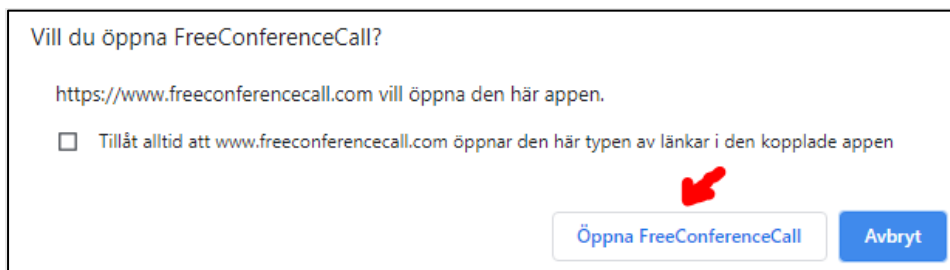 Vill du öppna FreeConferenceCall?
https://www.freeconferencecall.com vill öppna den här appen.
Tillåt alltid att www.freeconferencecall.com öppnar den här typen av länkar i den kopplade appen
Öppna FreeConferenceCall Avbryt